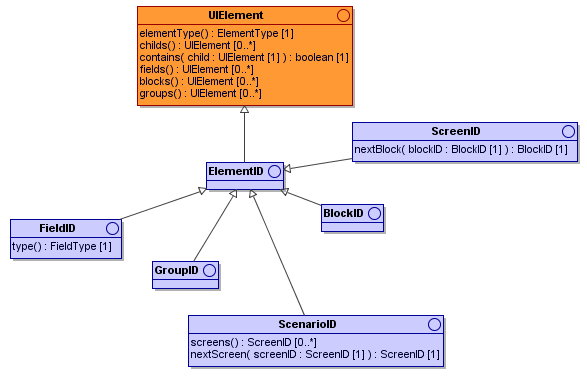 UIElement
elementType() : ElementType [1]
childs() : UIElement [0..*]
contains( child : UIElement [1] ) : boolean [1]
fields() : UIElement [0..*]
blocks() : UIElement [0..*]
groups() : UIElement [0..*]
ScreenID
nextBlock( blockID : BlockID [1] ) : BlockID [1]
ElementID
BlockID
FieldID
type() : FieldType [1]
GroupID
ScenarioID
screens() : ScreenID [0..*]
nextScreen( screenID : ScreenID [1] ) : ScreenID [1]